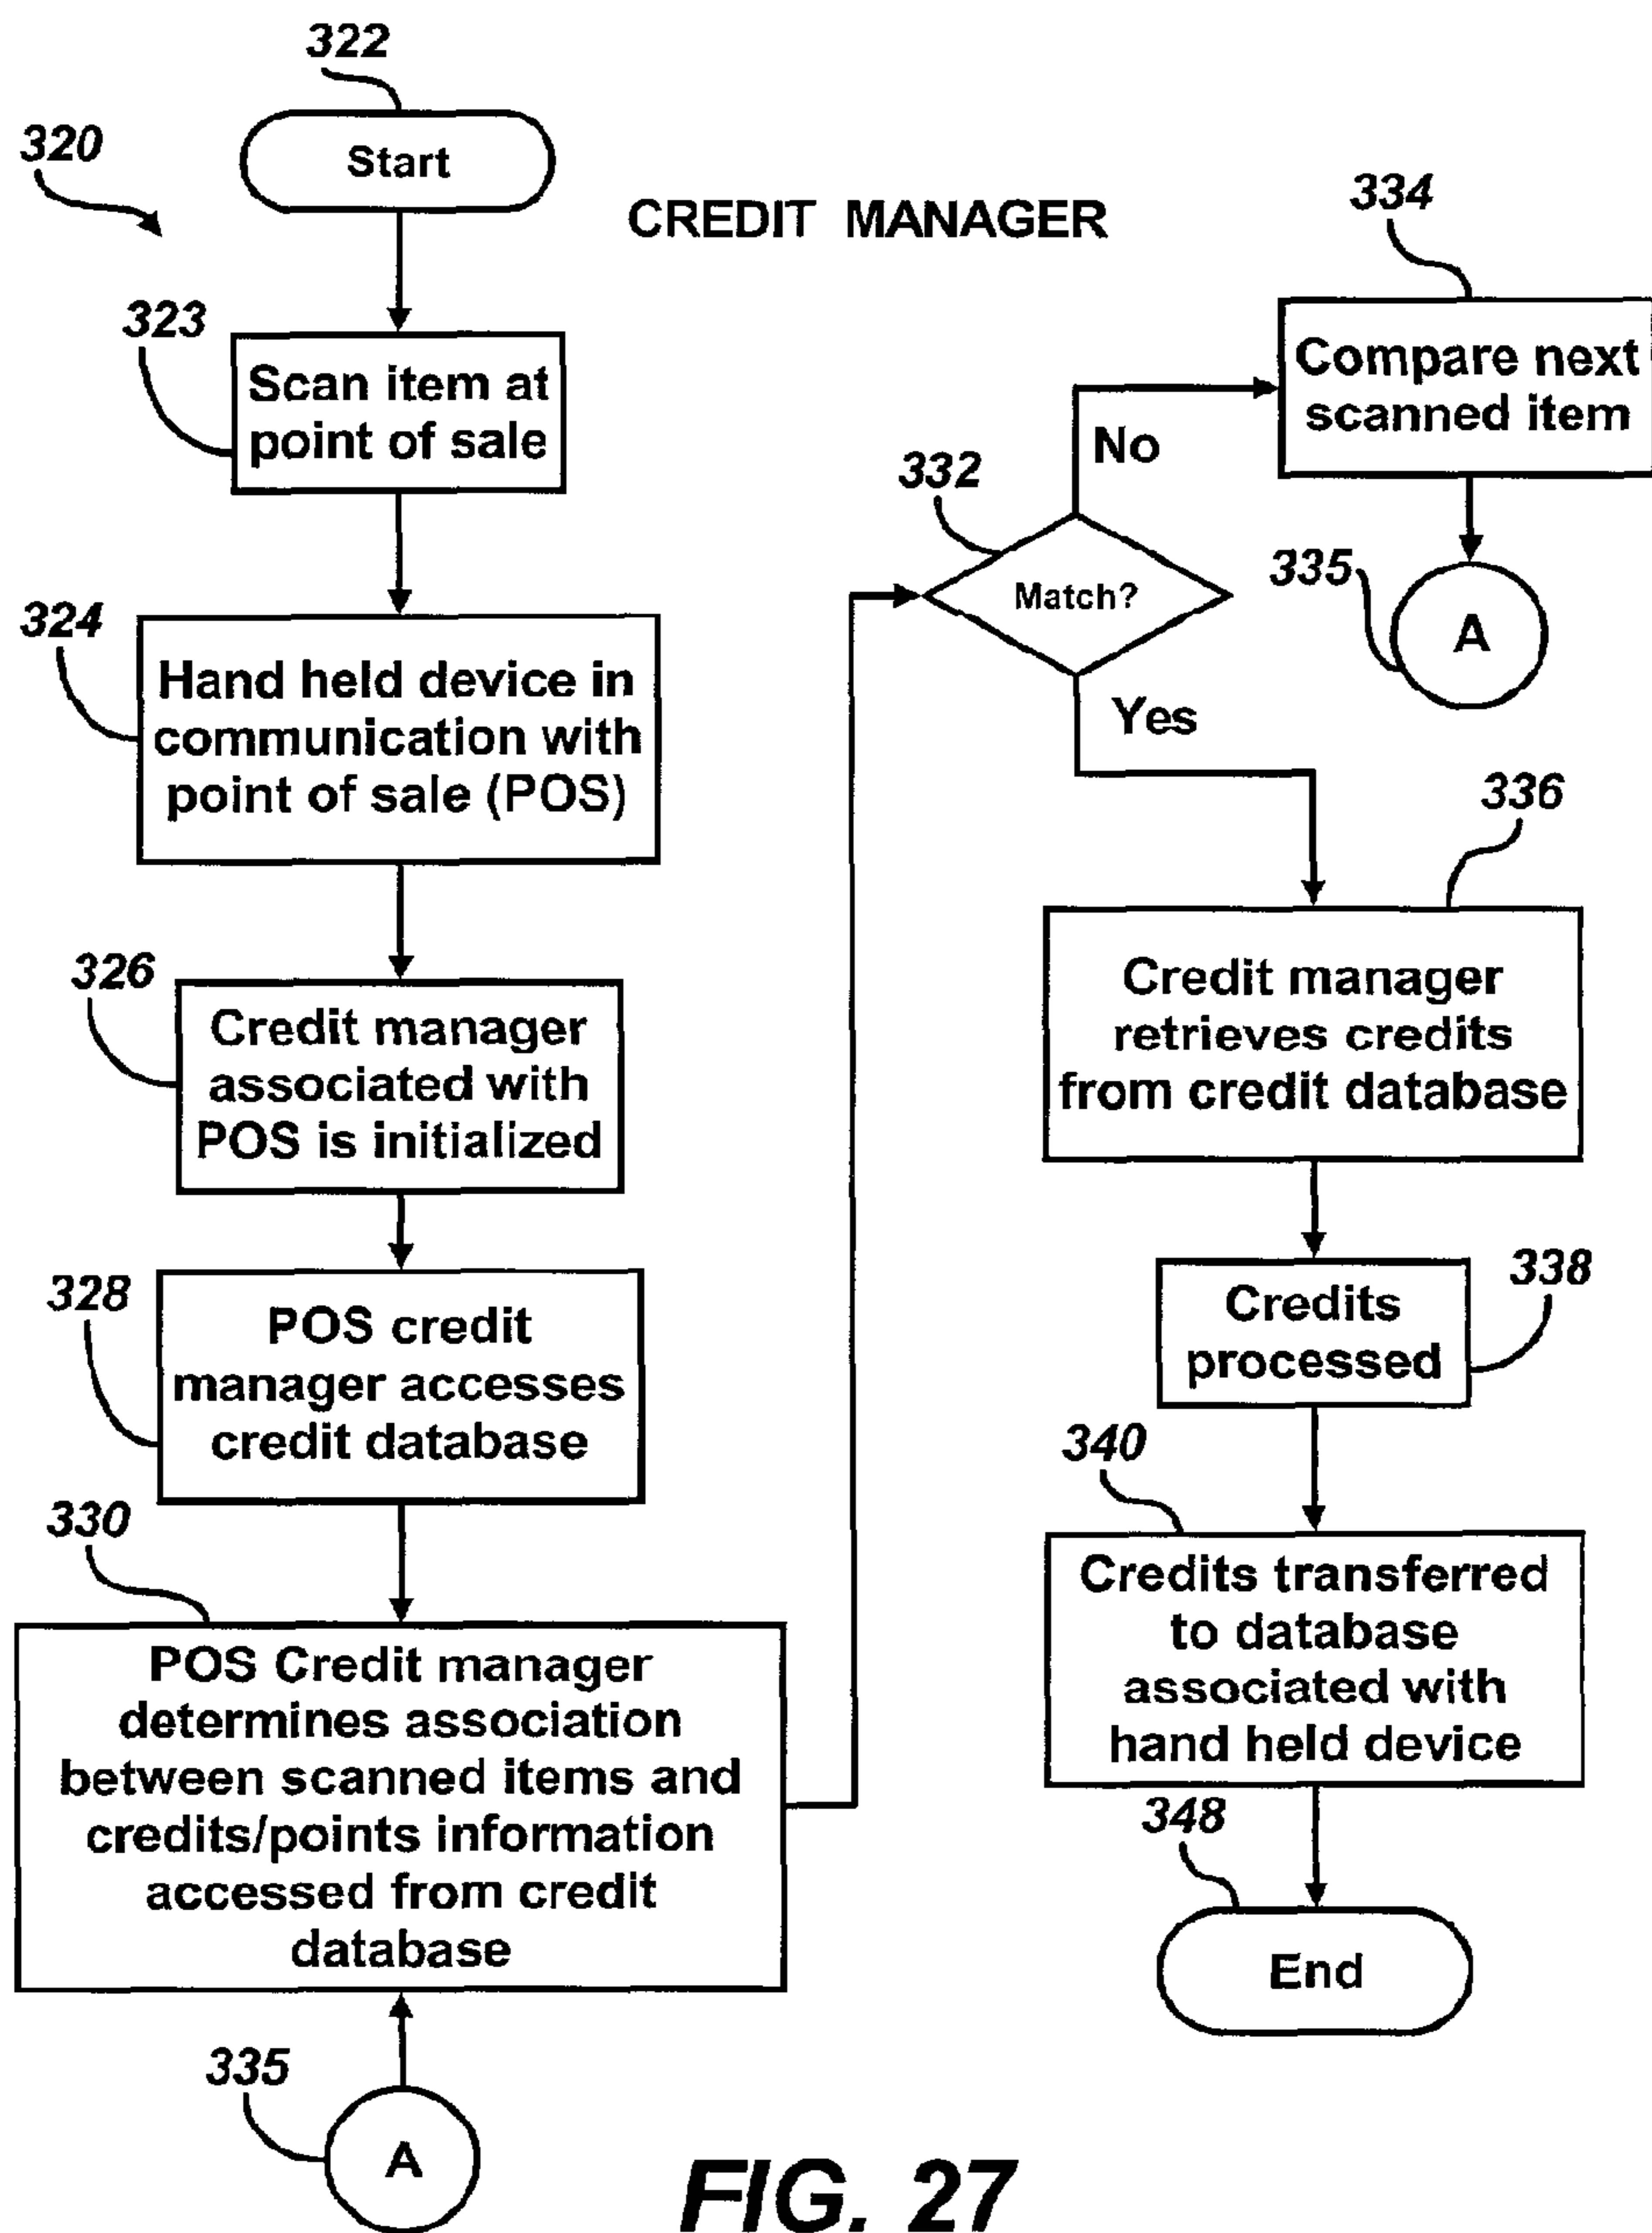 322
Start
320
CREDIT MANAGER
323
Scan item at
point of sale
324
Hand held device in
communication with
point of sale (POS)
326
Credit manager
associated with
POS is initialized
328
POS credit
manager accesses
credit database
330
POS Credit manager
determines association
between scanned items and
credits/points information
accessed from credit
database
335
A
332
Match?
No
334
Compare next
scanned item
335
A
Yes
336
Credit manager
retrieves credits
from credit database
338
Credits
processed
340
Credits transferred
to database
associated with
hand held device
348
End
FIG. 27